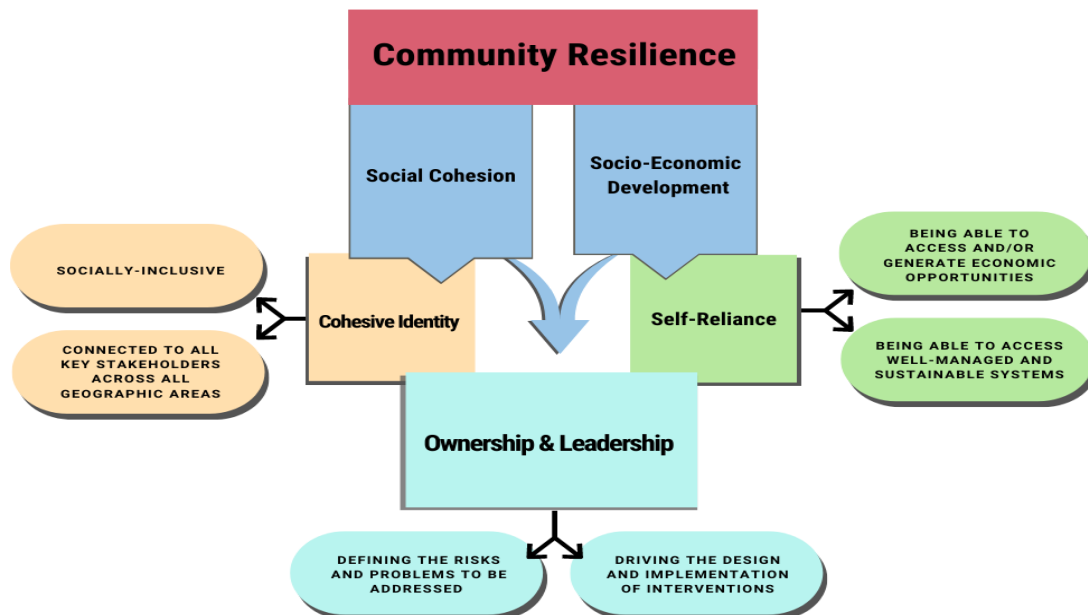 Community Resilience
Social Cohesion
Socio-Economic
Development
SOCIALLY-INCLUSIVE
CONNECTED TO ALL
KEY STAKEHOLDERS
ACROSS ALL
GEOGRAPHIC AREAS
Cohesive Identity
Self-Reliance
BEING ABLE TO
ACCESS AND/OR
GENERATE ECONOMIC
OPPORTUNITIES
BEING ABLE TO ACCESS
WELL-MANAGED AND
SUSTAINABLE SYSTEMS
Ownership & Leadership
DEFINING THE RISKS
AND PROBLEMS TO BE
ADDRESSED
DRIVING THE DESIGN
AND IMPLEMENTATION
OF INTERVENTIONS